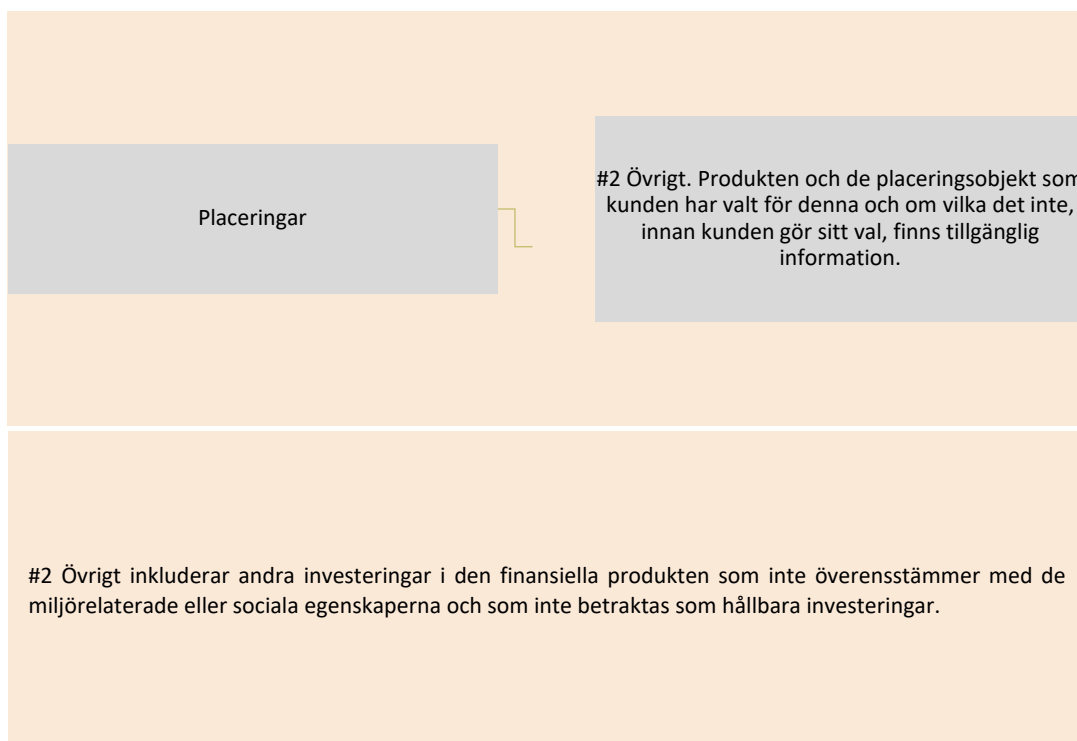 Placeringar
#2 Övrigt. Produkten och de placeringsobjekt som
kunden har valt för denna och om vilka det inte,
innan kunden gör sitt val, finns tillgänglig
information.
#2 Övrigt inkluderar andra investeringar i den finansiella produkten som inte överensstämmer med de
miljörelaterade eller sociala egenskaperna och som inte betraktas som hållbara investeringar.